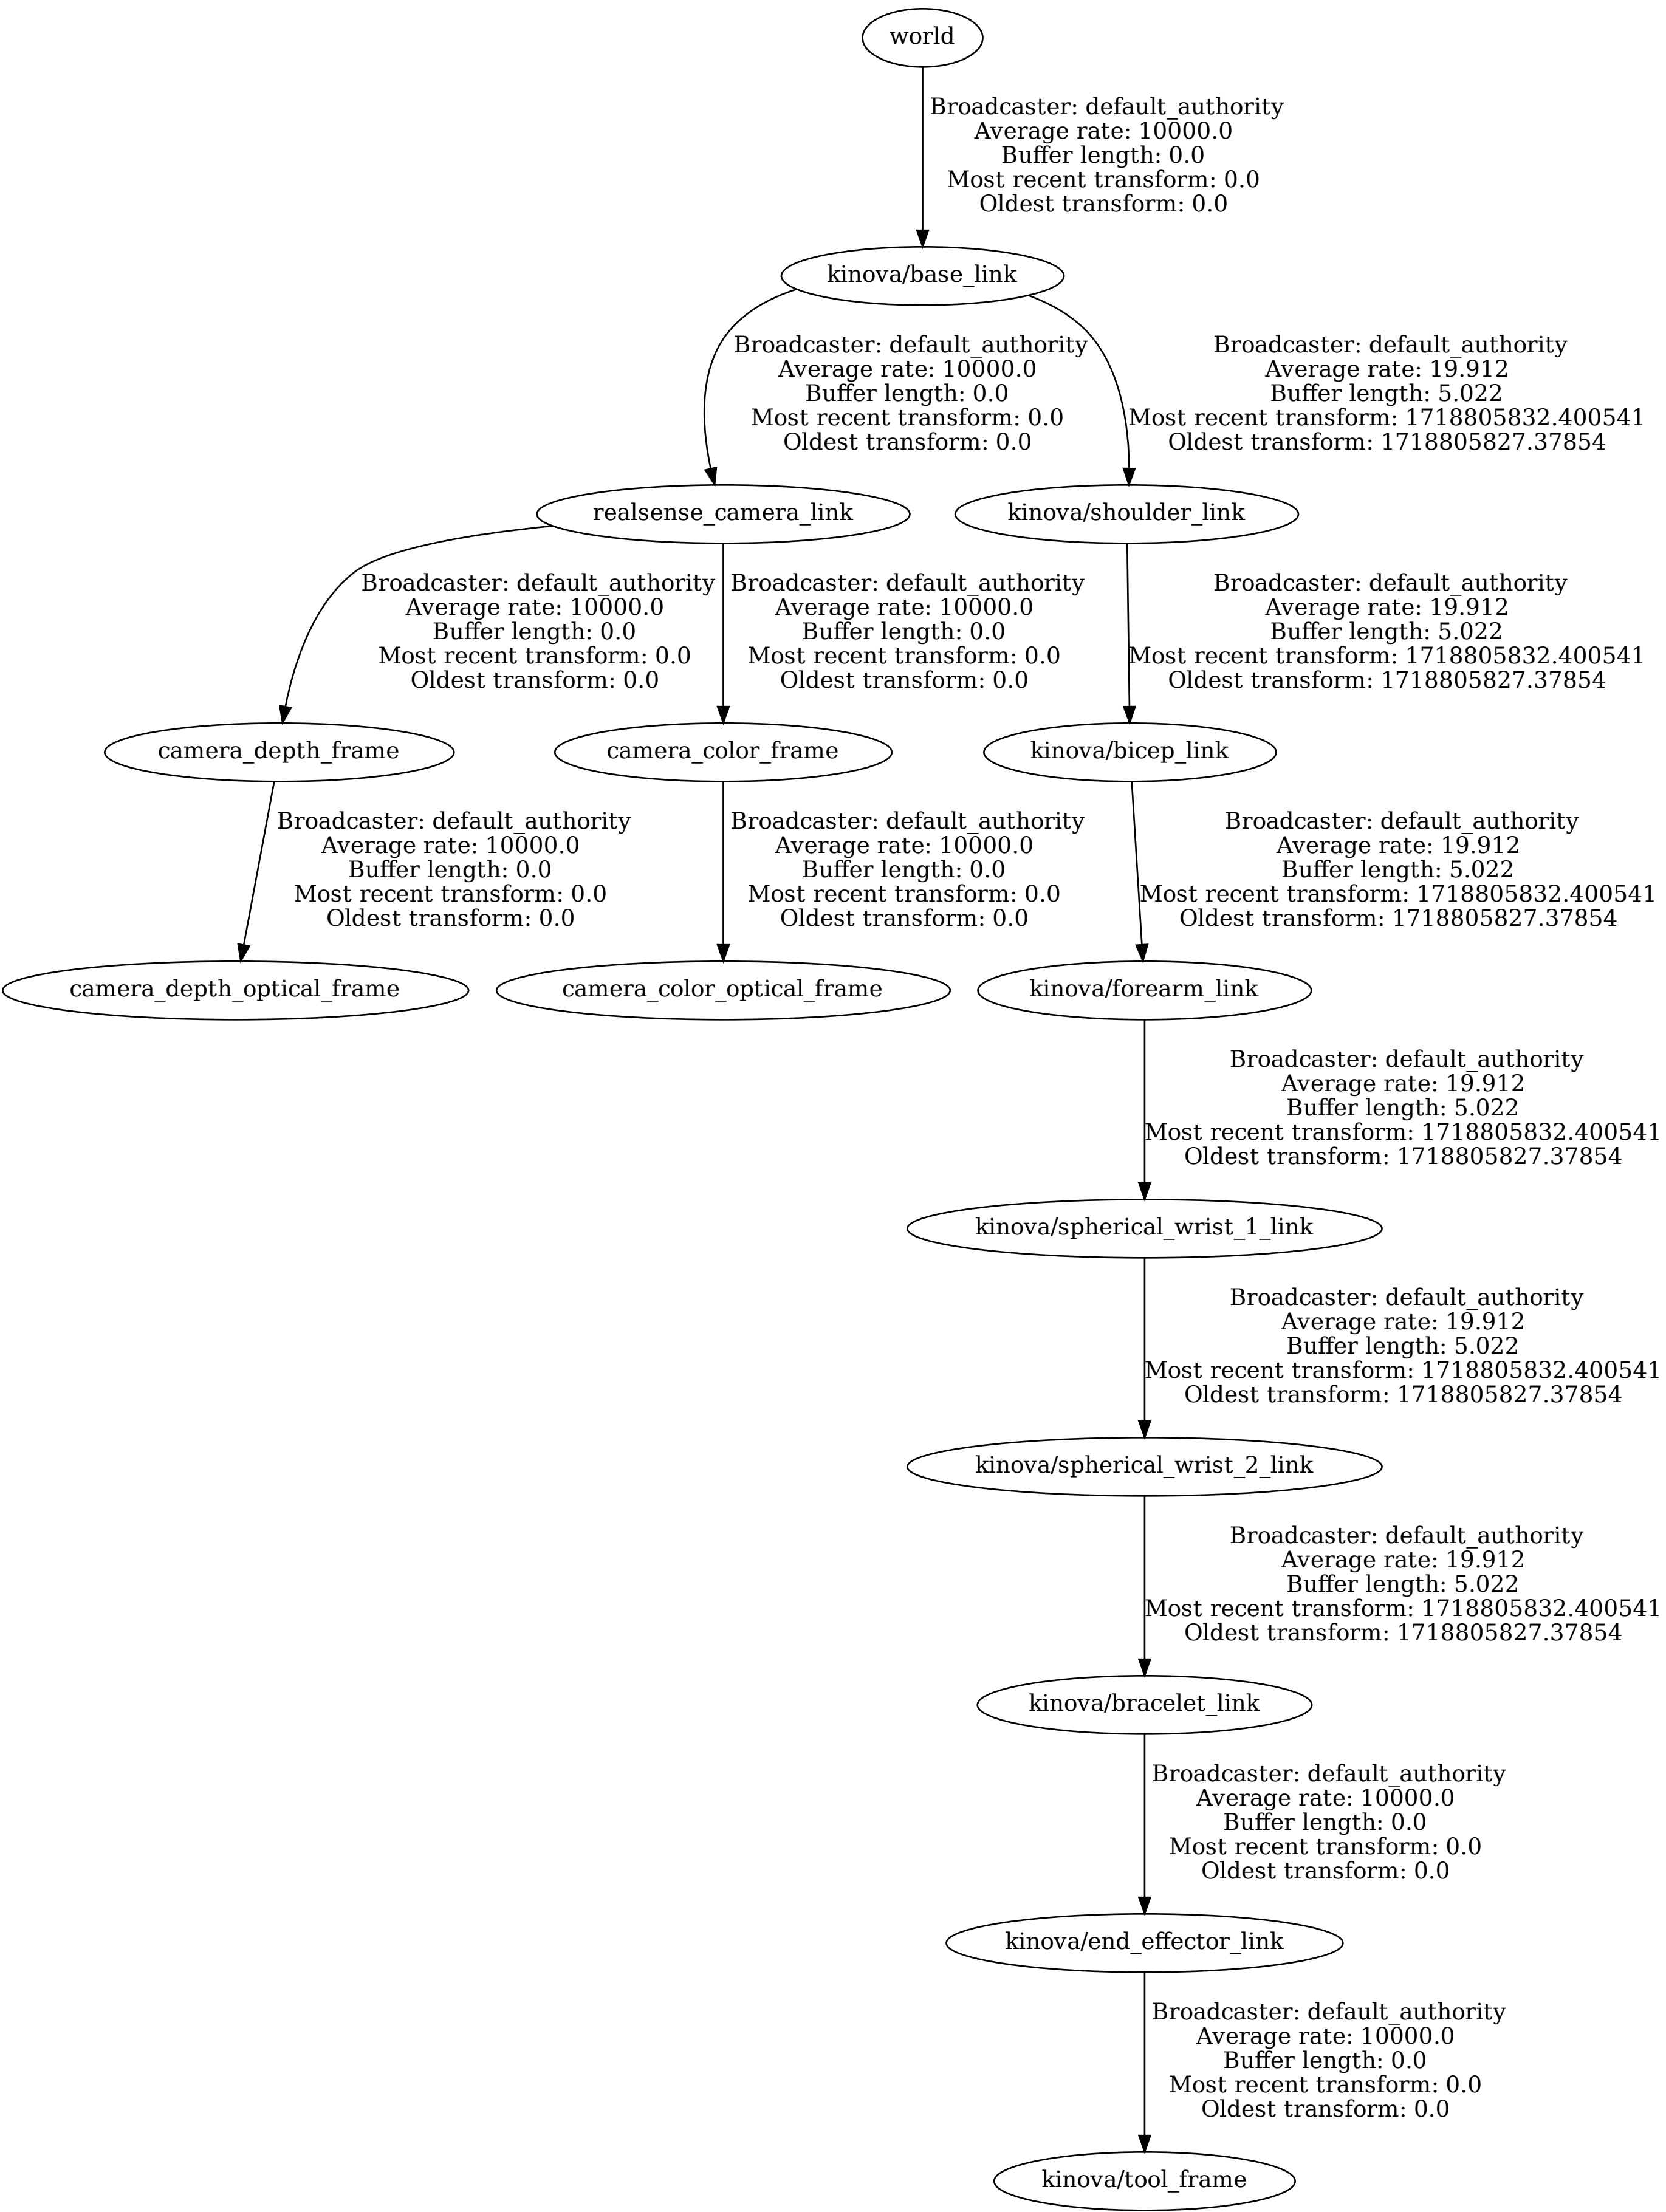 world
Broadcaster: default_authority
Average rate: 10000.0
Buffer length: 0.0
Most recent transform: 0.0
Oldest transform: 0.0
kinova/base_link
Broadcaster: default_authority
Average rate: 10000.0
Buffer length: 0.0
Most recent transform: 0.0
Oldest transform: 0.0
Broadcaster: default_authority
Average rate: 19.912
Buffer length: 5.022
Most recent transform: 1718805832.400541
Oldest transform: 1718805827.37854
realsense_camera_link
kinova/shoulder_link
Broadcaster: default_authority
Average rate: 10000.0
Buffer length: 0.0
Most recent transform: 0.0
Oldest transform: 0.0
Broadcaster: default_authority
Average rate: 10000.0
Buffer length: 0.0
Most recent transform: 0.0
Oldest transform: 0.0
Broadcaster: default_authority
Average rate: 19.912
Buffer length: 5.022
Most recent transform: 1718805832.400541
Oldest transform: 1718805827.37854
camera_depth_frame
camera_color_frame
kinova/bicep_link
Broadcaster: default_authority
Average rate: 10000.0
Buffer length: 0.0
Most recent transform: 0.0
Oldest transform: 0.0
Broadcaster: default_authority
Average rate: 10000.0
Buffer length: 0.0
Most recent transform: 0.0
Oldest transform: 0.0
Broadcaster: default_authority
Average rate: 19.912
Buffer length: 5.022
Most recent transform: 1718805832.400541
Oldest transform: 1718805827.37854
camera_depth_optical_frame
camera_color_optical_frame
kinova/forearm_link
Broadcaster: default_authority
Average rate: 19.912
Buffer length: 5.022
Most recent transform: 1718805832.400541
Oldest transform: 1718805827.37854
kinova/spherical_wrist_1_link
Broadcaster: default_authority
Average rate: 19.912
Buffer length: 5.022
Most recent transform: 1718805832.400541
Oldest transform: 1718805827.37854
kinova/spherical_wrist_2_link
Broadcaster: default_authority
Average rate: 19.912
Buffer length: 5.022
Most recent transform: 1718805832.400541
Oldest transform: 1718805827.37854
kinova/bracelet_link
Broadcaster: default_authority
Average rate: 10000.0
Buffer length: 0.0
Most recent transform: 0.0
Oldest transform: 0.0
kinova/end_effector_link
Broadcaster: default_authority
Average rate: 10000.0
Buffer length: 0.0
Most recent transform: 0.0
Oldest transform: 0.0
kinova/tool_frame